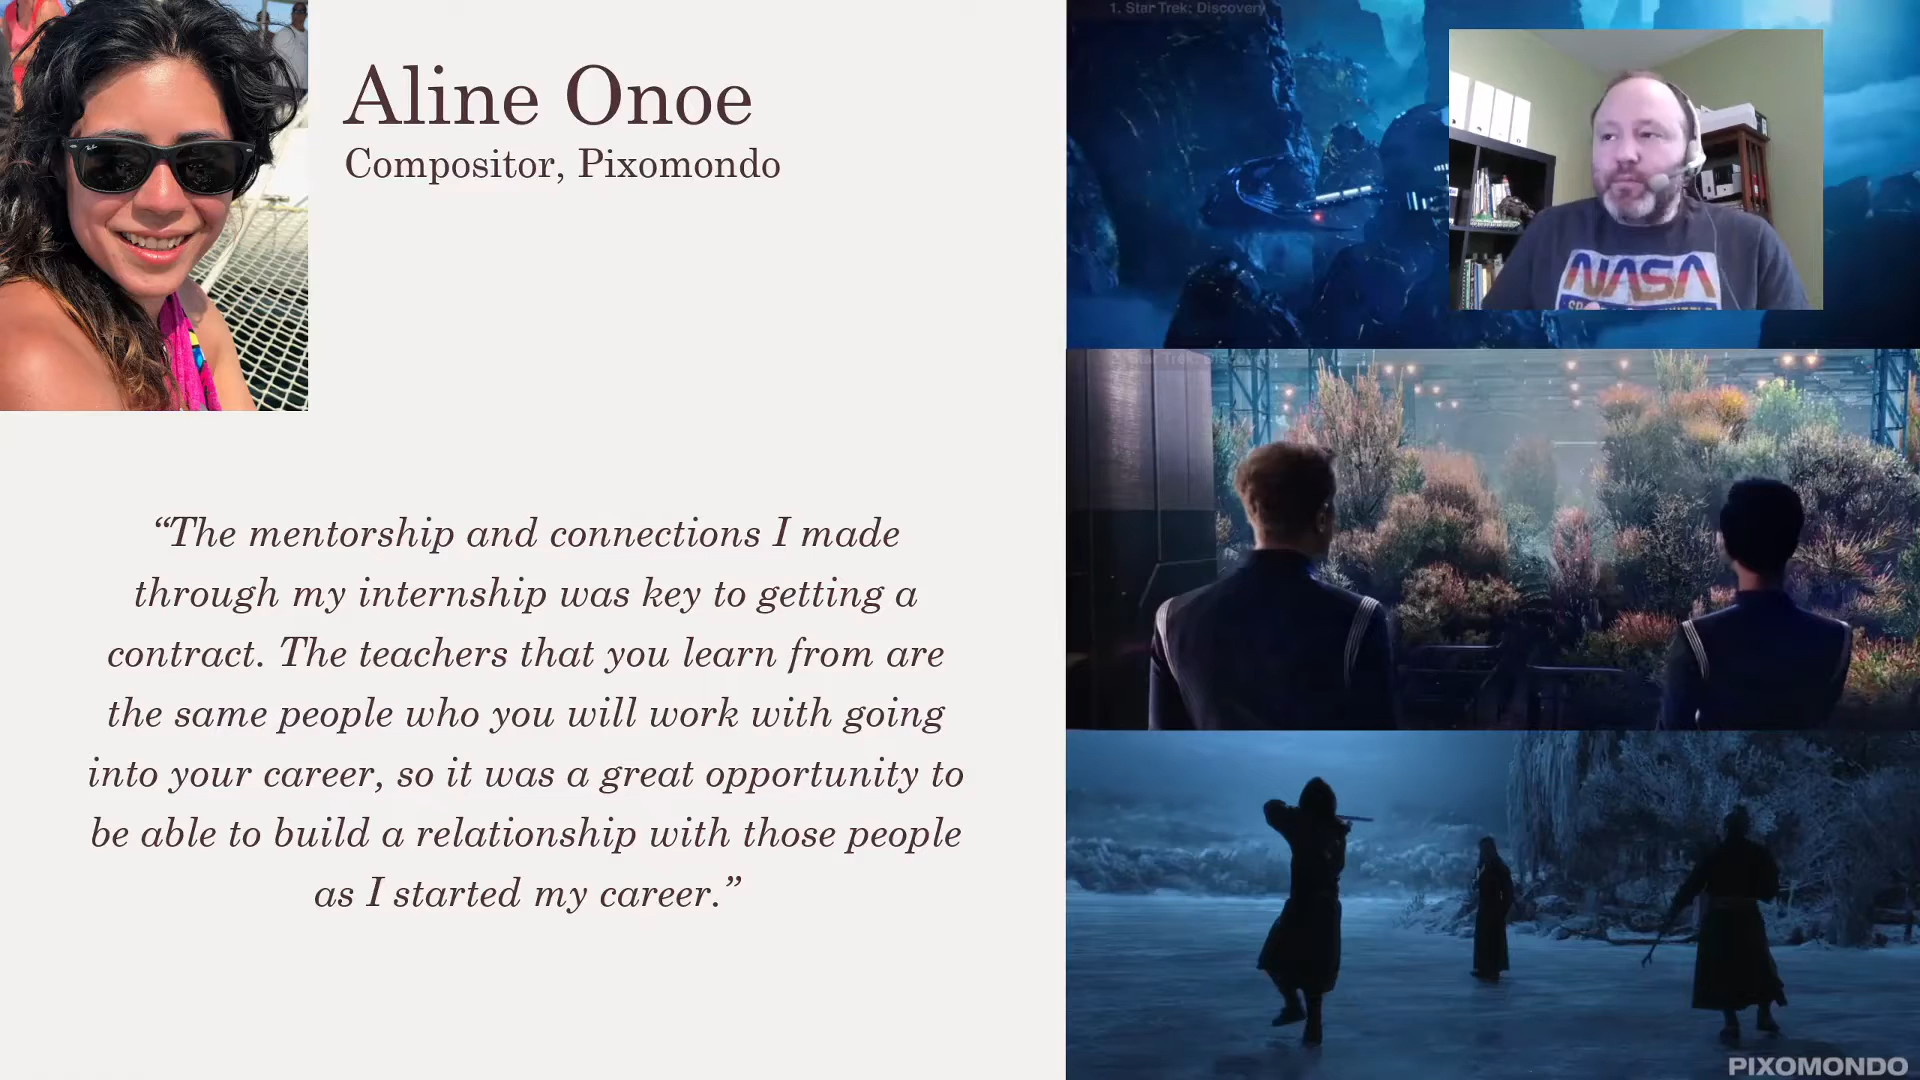 Aline Onoe
Compositor, Pixomondo
“The mentorship and connections I made
through my internship was key to getting a
contract. The teachers that you learn from are
the same people who you will work with going
into your career, so it was a great opportunity to
be able to build a relationship with those people
as I started my career.”
1. Star Trek: Discovery
NASA
Star Trek: Discovery
PIXOMONDO